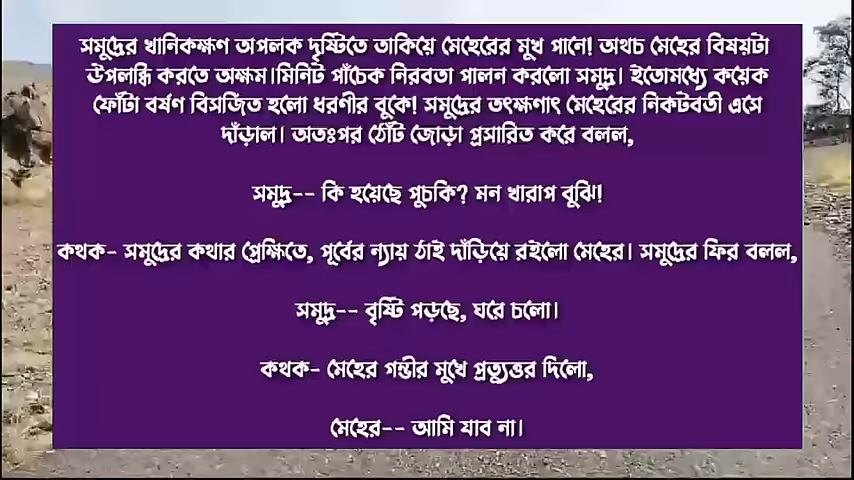 সমুদ্রের খানিকক্ষণ অপলক দৃষ্টিতে তাকিয়ে মেহেরের মুখ পানে! অথচ মেহের বিষয়টা
উপলব্ধি করতে অক্ষম।মিনিট পাঁচেক নিরবতা পালন করলো সমুদ্র। ইতোমধ্যে কয়েক
ফোঁটা বর্ষণ বিসর্জিত হলো ধরণীর বুকে! সমুদ্রের তৎক্ষণাৎ মেহেরের নিকটবর্তী এসে
দাঁড়াল। অতঃপর ঠোঁট জোড়া প্রসারিত করে বলল,
সমুদ্র-- কি হয়েছে পুচকি? মন খারাপ বুঝি!
কথক- সমুদ্রের কথার প্রেক্ষিতে, পূর্বের ন্যায় ঠাই দাঁড়িয়ে রইলো মেহের। সমুদ্রের ফির বলল,
সমুদ্র-- বৃষ্টি পড়ছে, ঘরে চলো।
কথক- মেহের গম্ভীর মুখে প্রত্যুত্তর দিলো,
মেহের-- আমি যাব না।